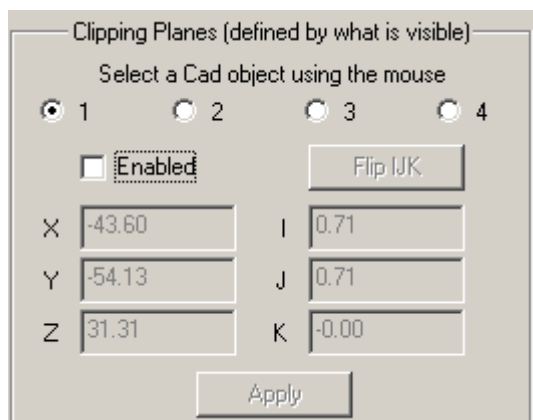 Clipping Planes (defined by what is visible)
Select a Cad object using the mouse
1 2 3 4
Enabled Flip IJK
X -43.60 I 0.71
Y -54.13 J 0.71
Z 31.31 K -0.00
Apply